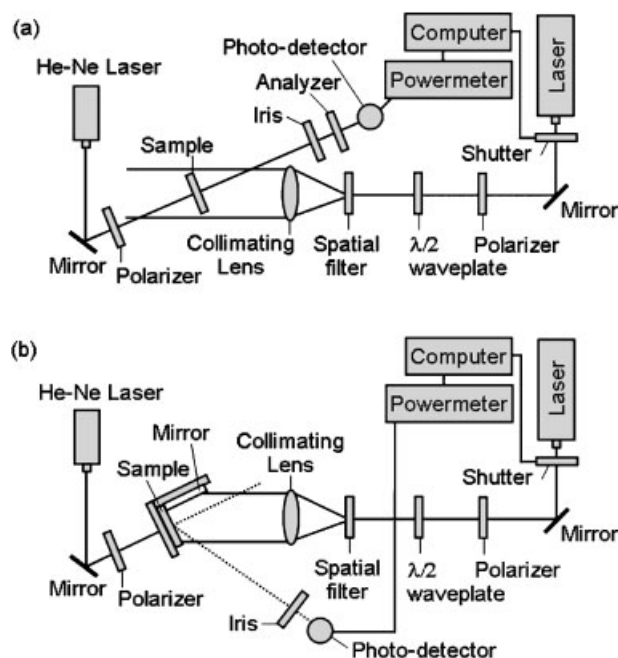 (a)
Photo-detector
Computer
Laser
He-Ne Laser
Analyzer
Powermeter
Iris
Sample
Shutter
Mirror
Polarizer
Collimating
Lens
Spatial
filter
λ/2
waveplate
Polarizer
Mirror
(b)
Computer
Laser
He-Ne Laser
Powermeter
Mirror
Collimating
Lens
Sample
Shutter
Mirror
Polarizer
Spatial
filter
λ/2
waveplate
Polarizer
Mirror
Iris
Photo-detector